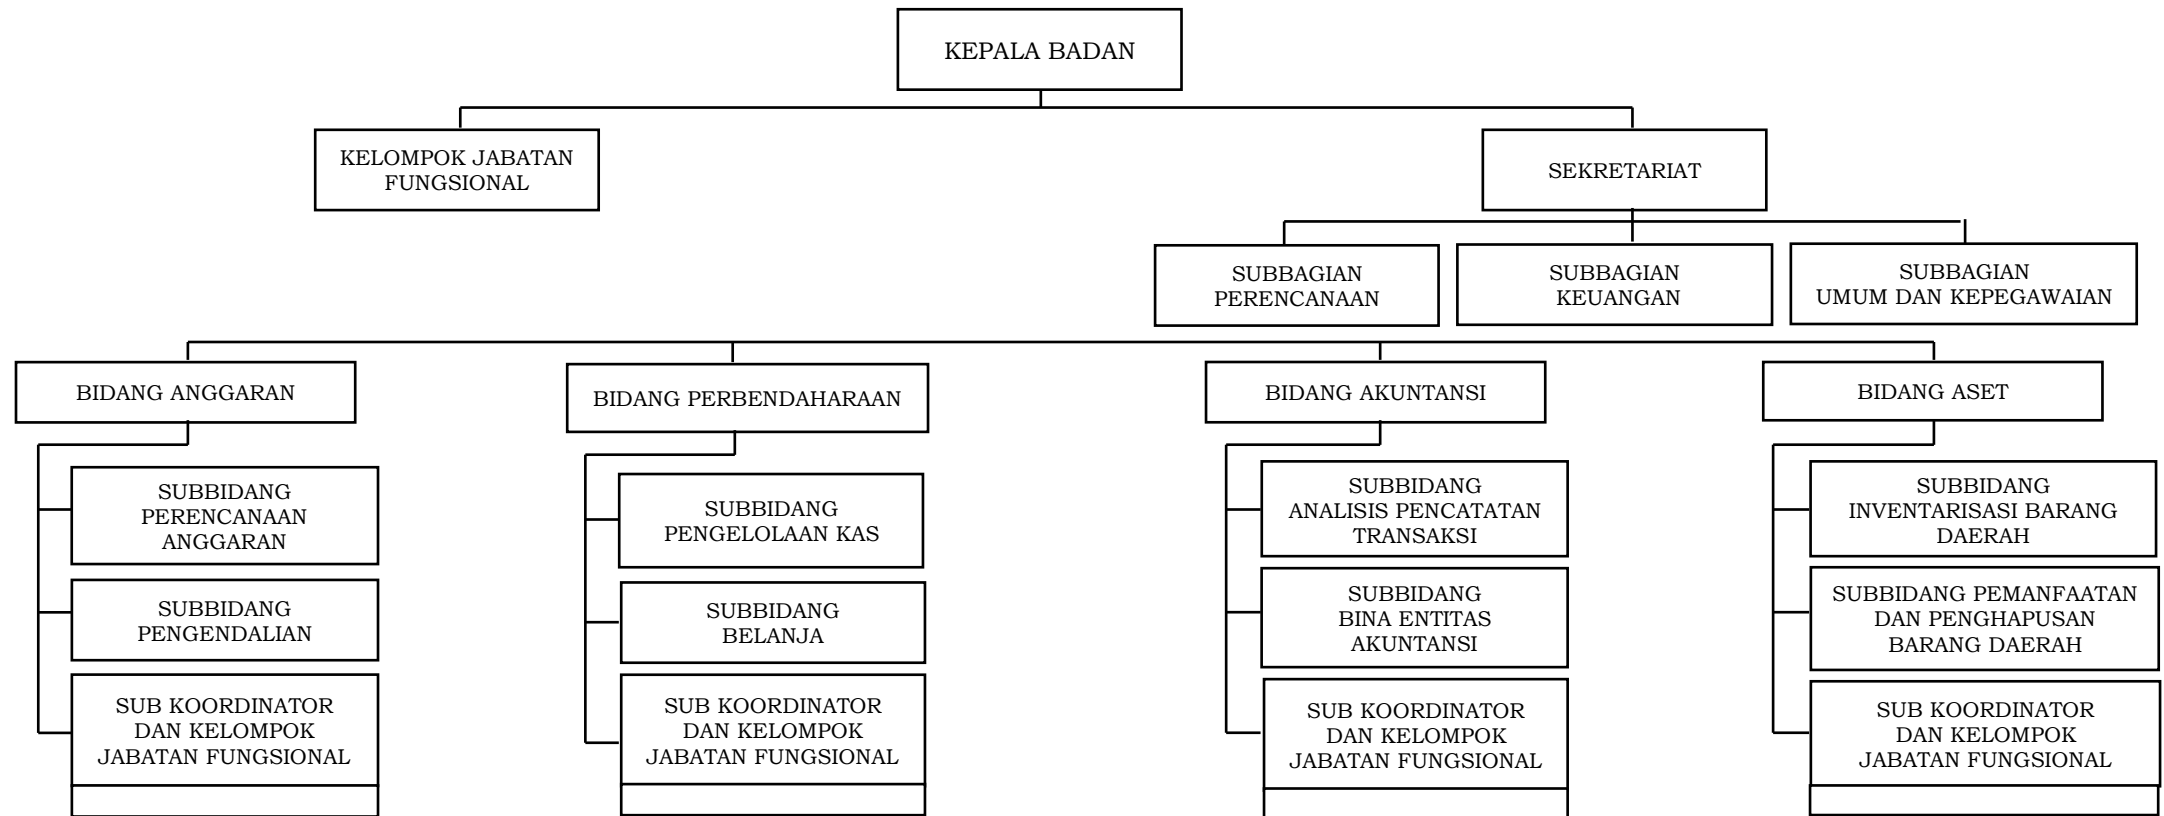 KEPALA BADAN
KELOMPOK JABATAN
FUNGSIONAL
SEKRETARIAT
SUBBAGIAN
PERENCANAAN
SUBBAGIAN
KEUANGAN
SUBBAGIAN
UMUM DAN KEPEGAWAIAN
BIDANG ANGGARAN
BIDANG PERBENDAHARAAN
BIDANG AKUNTANSI
BIDANG ASET
SUBBIDANG
PERENCANAAN
ANGGARAN
SUBBIDANG
PENGENDALIAN
SUB KOORDINATOR
DAN KELOMPOK
JABATAN FUNGSIONAL
SUBBIDANG
PENGELOLAAN KAS
SUBBIDANG
BELANJA
SUB KOORDINATOR
DAN KELOMPOK
JABATAN FUNGSIONAL
SUBBIDANG
ANALISIS PENCATATAN
TRANSAKSI
SUBBIDANG
BINA ENTITAS
AKUNTANSI
SUB KOORDINATOR
DAN KELOMPOK
JABATAN FUNGSIONAL
SUBBIDANG
INVENTARISASI BARANG
DAERAH
SUBBIDANG PEMANFAATAN
DAN PENGHAPUSAN
BARANG DAERAH
SUB KOORDINATOR
DAN KELOMPOK
JABATAN FUNGSIONAL